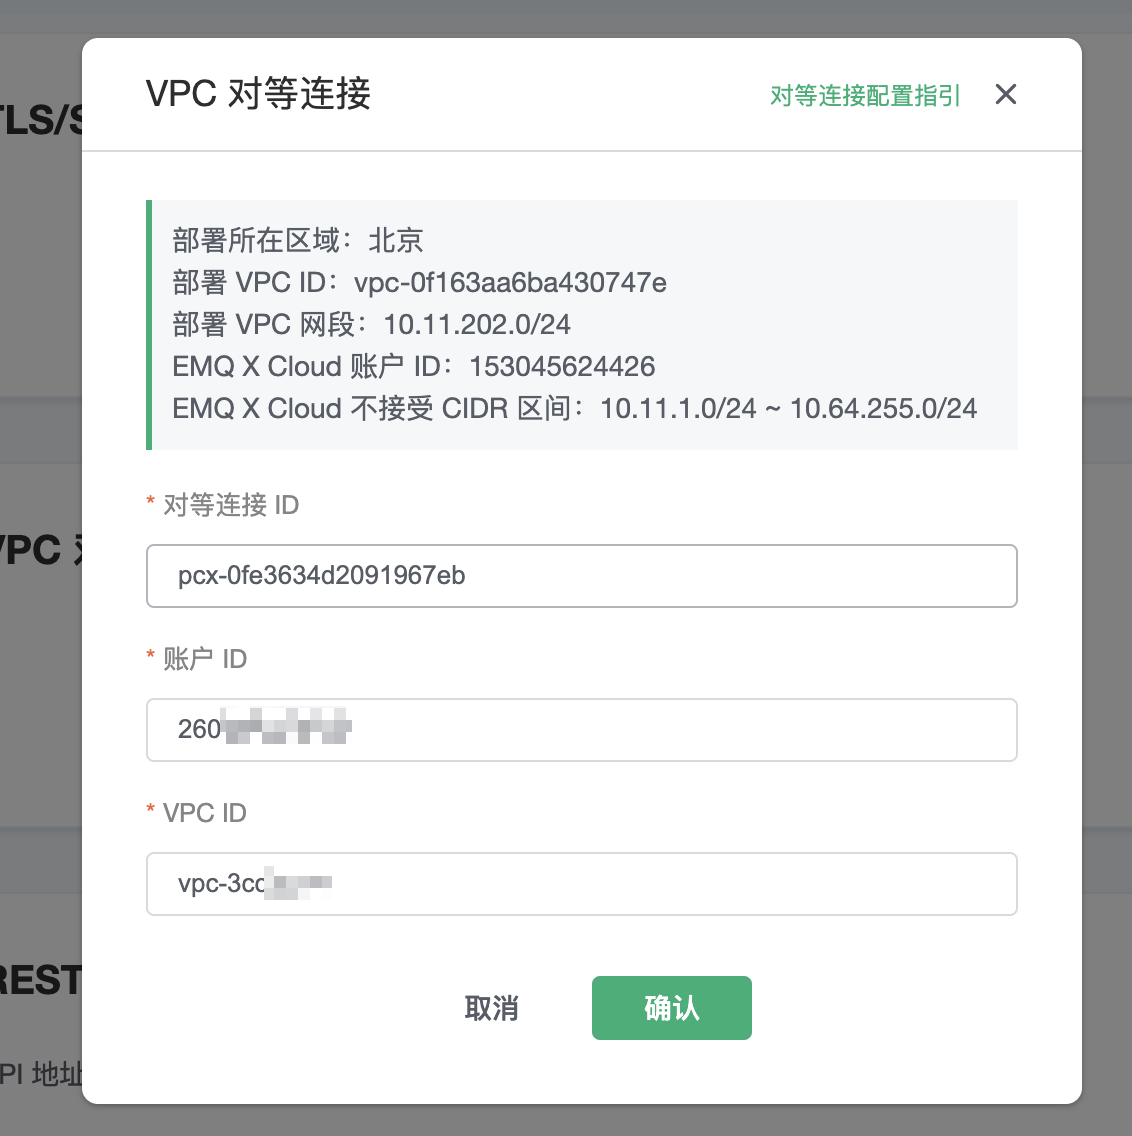 VPC 对等连接
对等连接配置指引
部署所在区域：北京
部署 VPC ID：vpc-0f163aa6ba430747e
部署 VPC 网段：10.11.202.0/24
EMQ X Cloud 账户 ID：153045624426
EMQ X Cloud 不接受 CIDR 区间：10.11.1.0/24 ~ 10.64.255.0/24
* 对等连接 ID
pcx-0fe3634d2091967eb
* 账户 ID
260
* VPC ID
vpc-3cc
取消
确认
TLS/S
VPC
REST
PI 地址